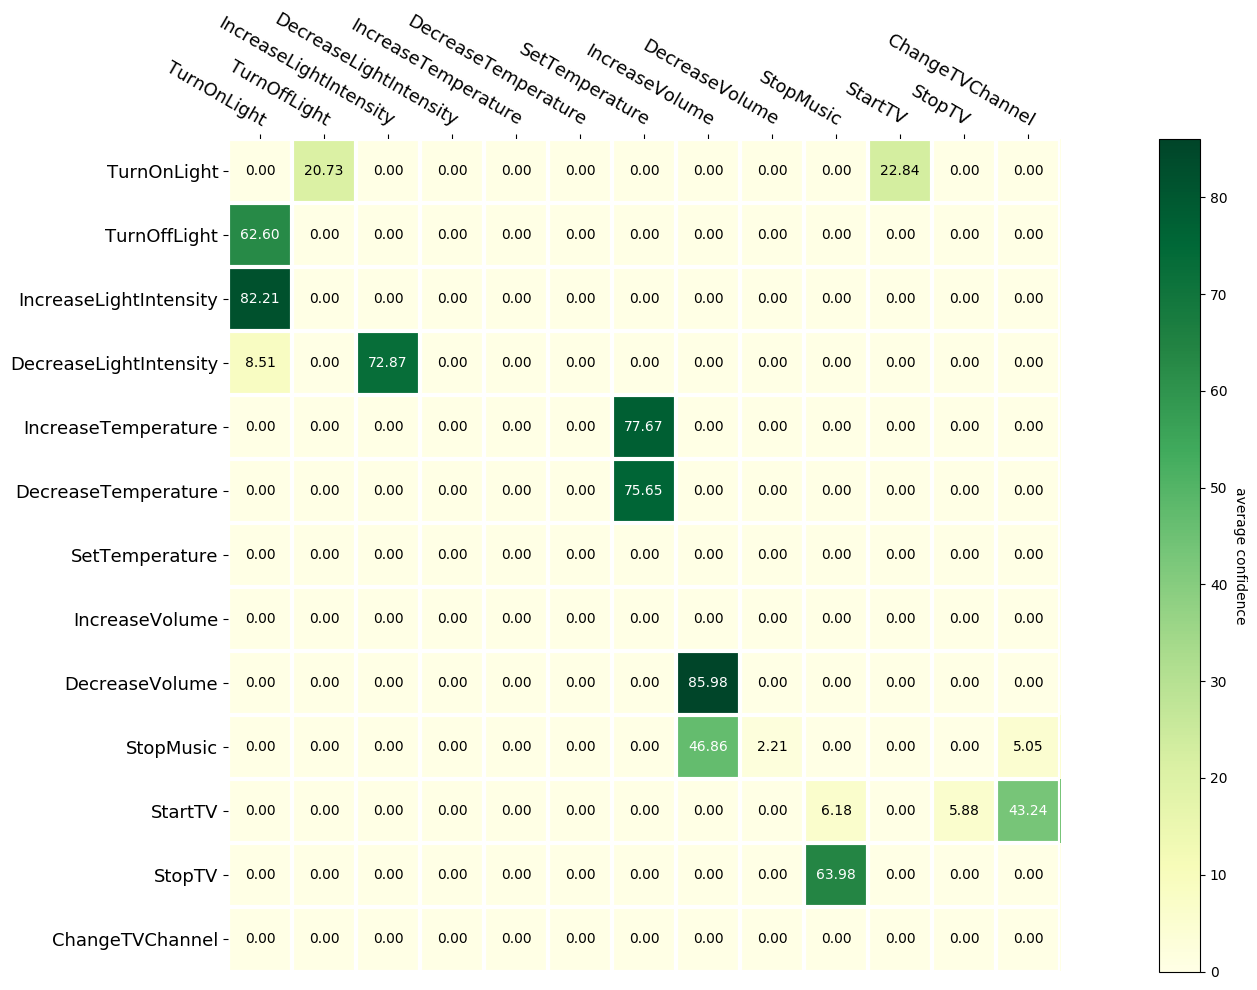 TurnOnLight
TurnOffLight
IncreaseLightIntensity
DecreaseLightIntensity
IncreaseTemperature
DecreaseTemperature
SetTemperature
IncreaseVolume
DecreaseVolume
StopMusic
StartTV
StopTV
ChangeTVChannel
TurnOnLight 0.00 20.73 0.00 0.00 0.00 0.00 0.00 0.00 0.00 0.00 22.84 0.00 0.00
TurnOffLight 62.60 0.00 0.00 0.00 0.00 0.00 0.00 0.00 0.00 0.00 0.00 0.00 0.00
IncreaseLightIntensity 82.21 0.00 0.00 0.00 0.00 0.00 0.00 0.00 0.00 0.00 0.00 0.00 0.00
DecreaseLightIntensity 8.51 0.00 72.87 0.00 0.00 0.00 0.00 0.00 0.00 0.00 0.00 0.00 0.00
IncreaseTemperature 0.00 0.00 0.00 0.00 0.00 0.00 77.67 0.00 0.00 0.00 0.00 0.00 0.00
DecreaseTemperature 0.00 0.00 0.00 0.00 0.00 0.00 75.65 0.00 0.00 0.00 0.00 0.00 0.00
SetTemperature 0.00 0.00 0.00 0.00 0.00 0.00 0.00 0.00 0.00 0.00 0.00 0.00 0.00
IncreaseVolume 0.00 0.00 0.00 0.00 0.00 0.00 0.00 0.00 0.00 0.00 0.00 0.00 0.00
DecreaseVolume 0.00 0.00 0.00 0.00 0.00 0.00 0.00 85.98 0.00 0.00 0.00 0.00 0.00
StopMusic 0.00 0.00 0.00 0.00 0.00 0.00 0.00 46.86 2.21 0.00 0.00 0.00 5.05
StartTV 0.00 0.00 0.00 0.00 0.00 0.00 0.00 0.00 0.00 6.18 0.00 5.88 43.24
StopTV 0.00 0.00 0.00 0.00 0.00 0.00 0.00 0.00 0.00 63.98 0.00 0.00 0.00
ChangeTVChannel 0.00 0.00 0.00 0.00 0.00 0.00 0.00 0.00 0.00 0.00 0.00 0.00 0.00
80
70
60
50
40
30
20
10
0
average confidence